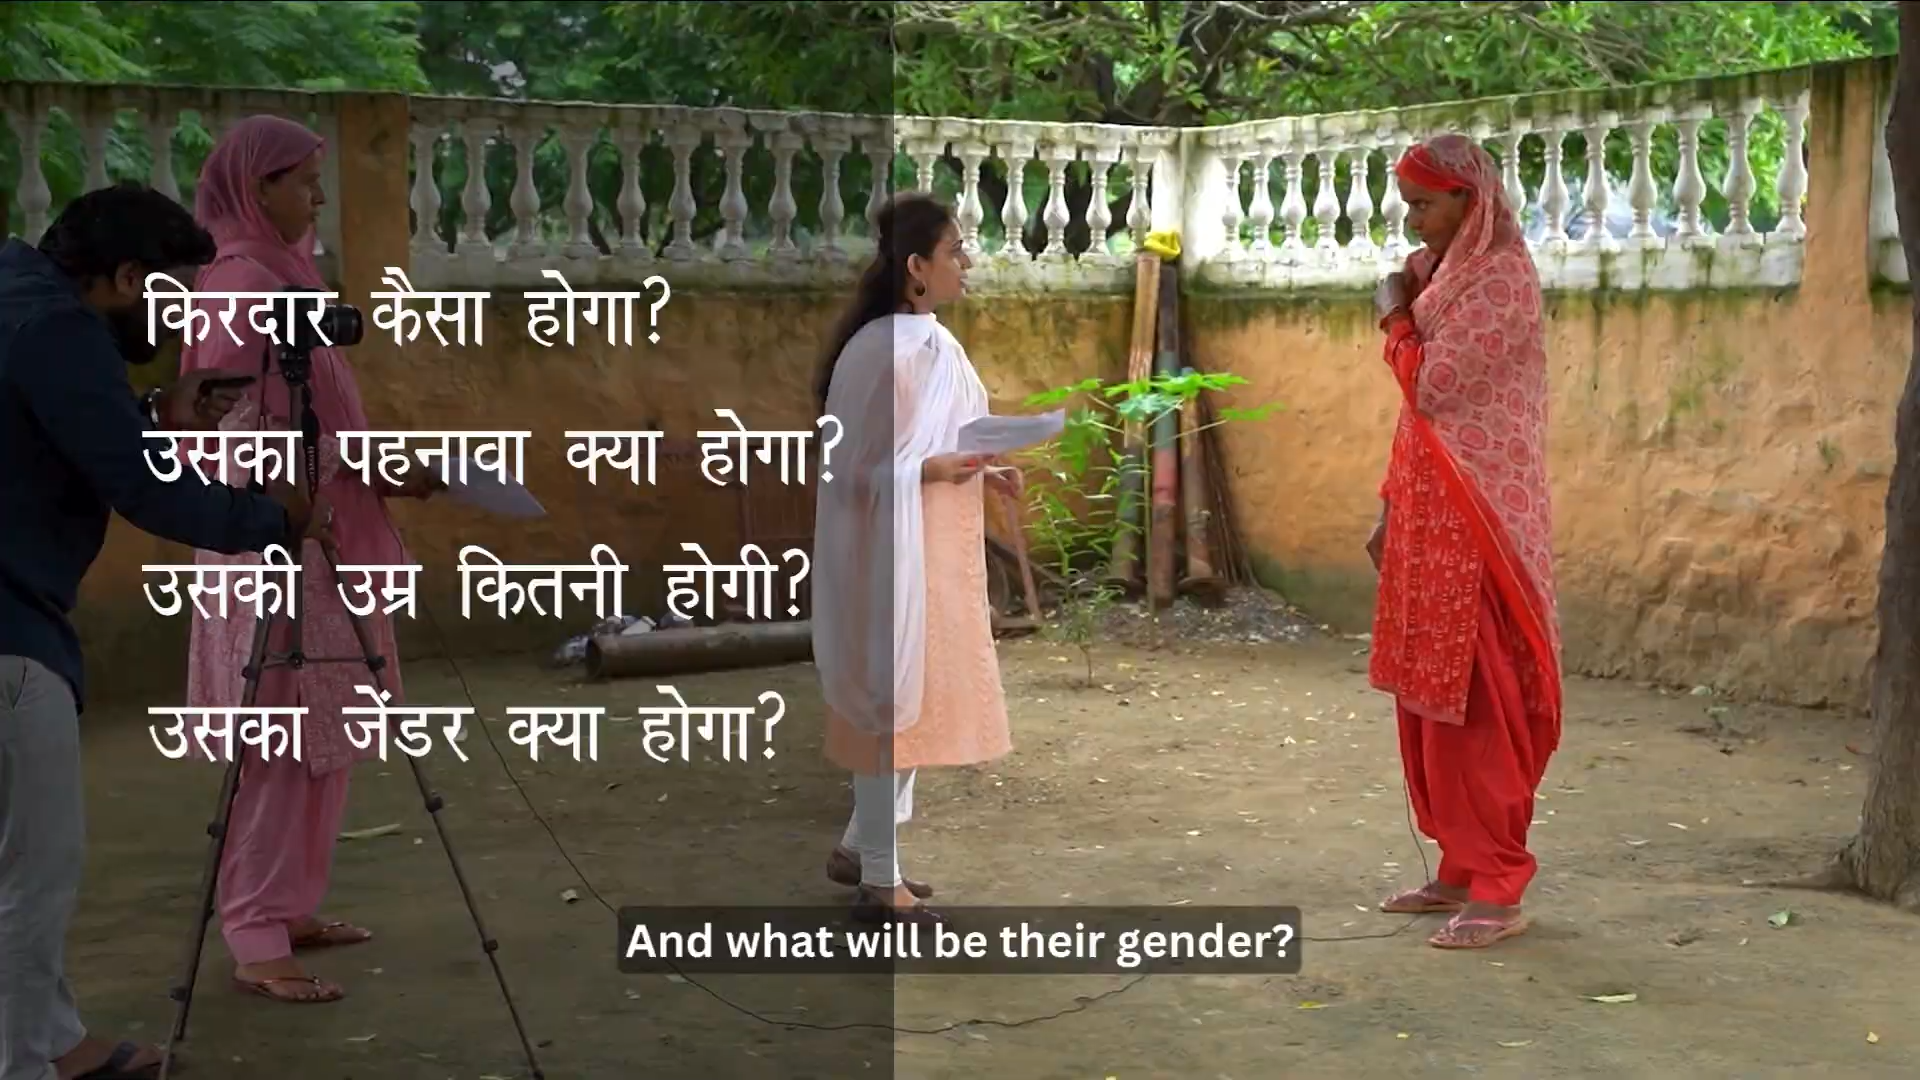 किरदार कैसा होगा?
उसका पहनावा क्या होगा?
उसकी उम्र कितनी होगी?
उसका जेंडर क्या होगा?
And what will be their gender?